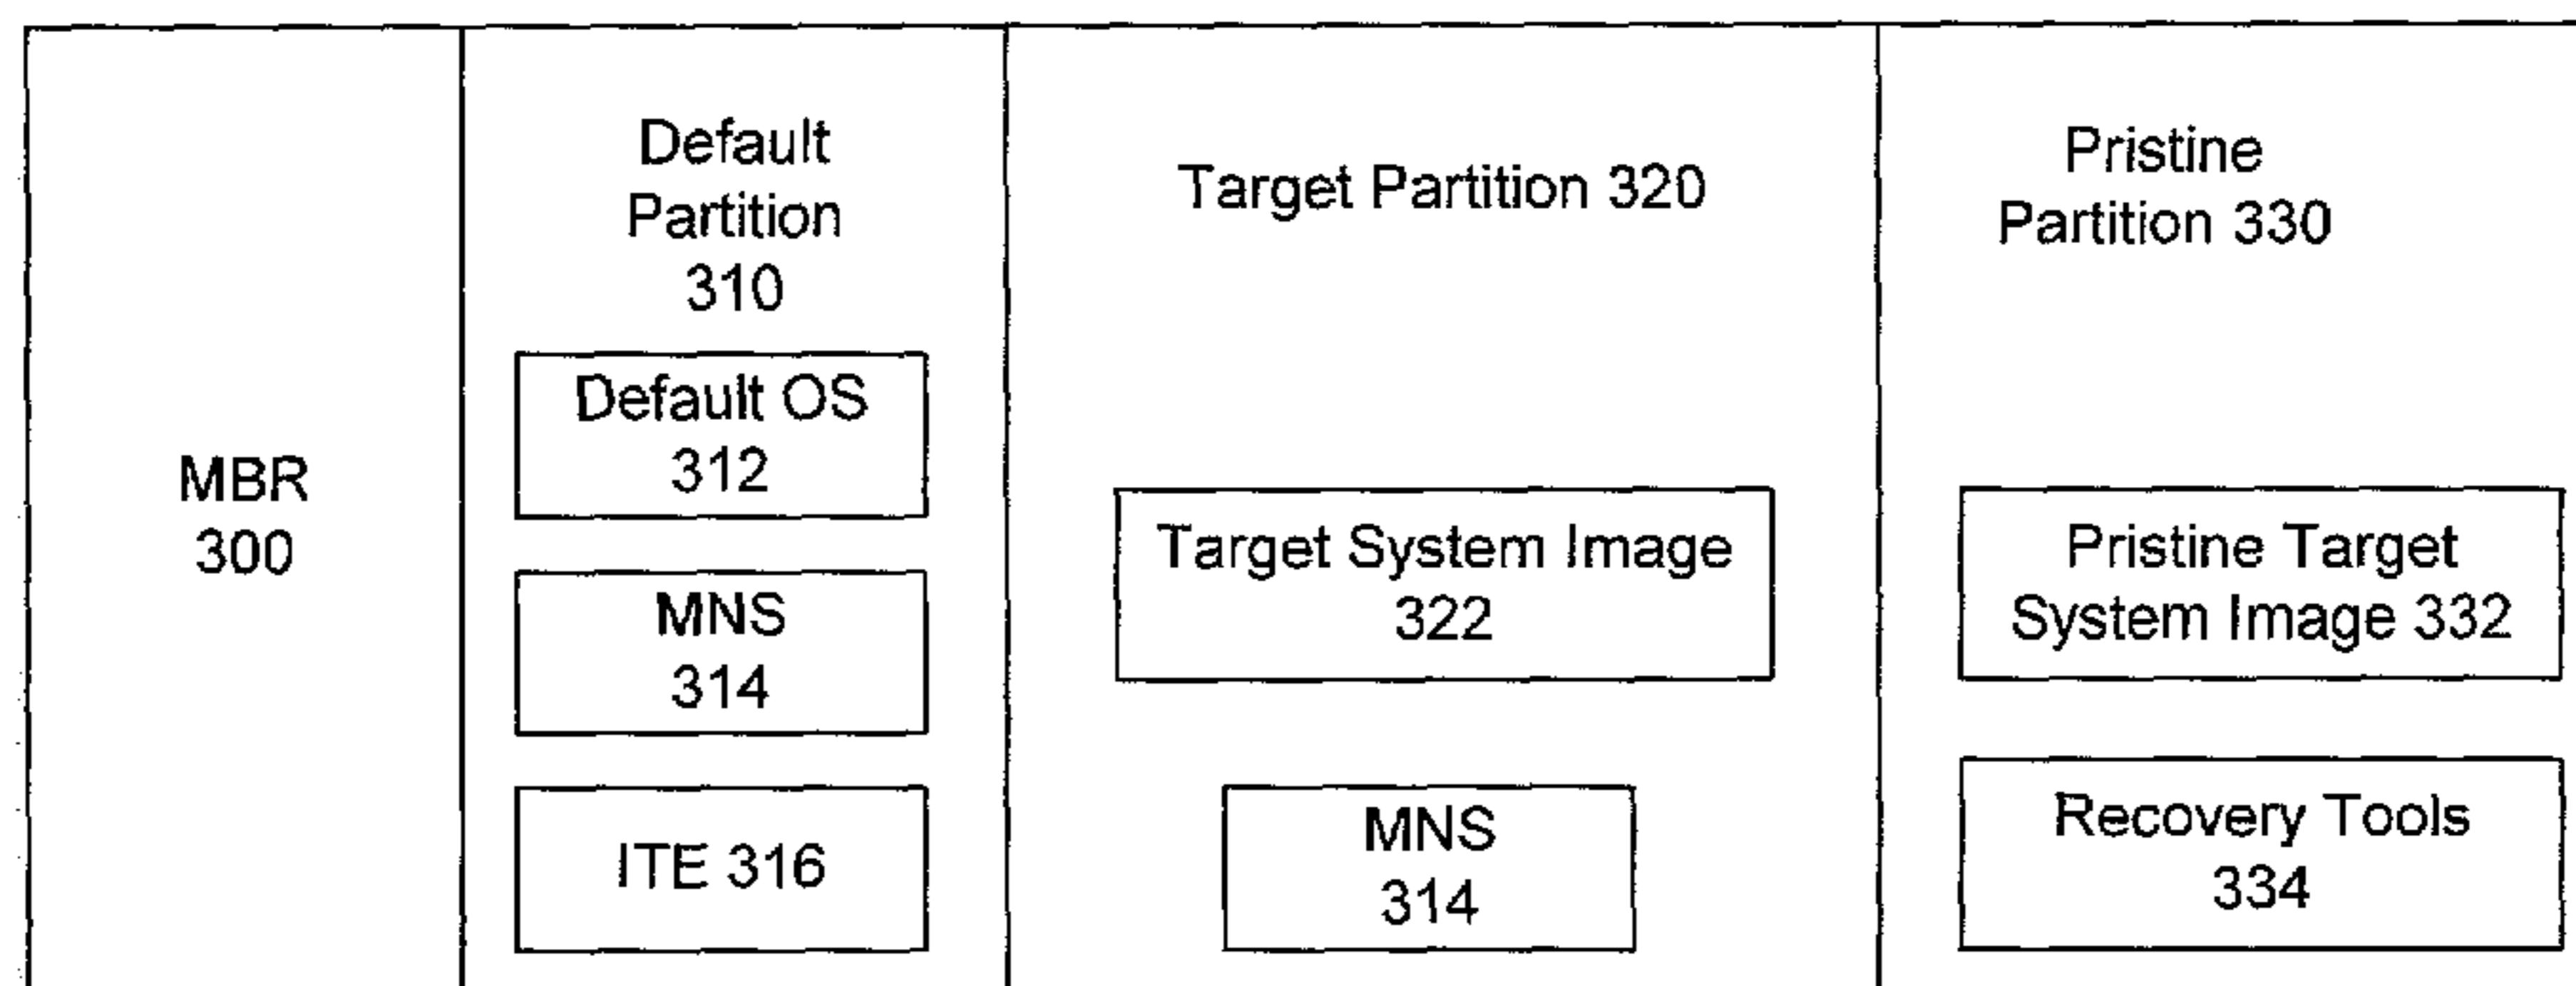 MBR
300
Default
Partition
310
Default OS
312
MNS
314
ITE 316
Target Partition 320
Target System Image
322
MNS
314
Pristine
Partition 330
Pristine Target
System Image 332
Recovery Tools
334